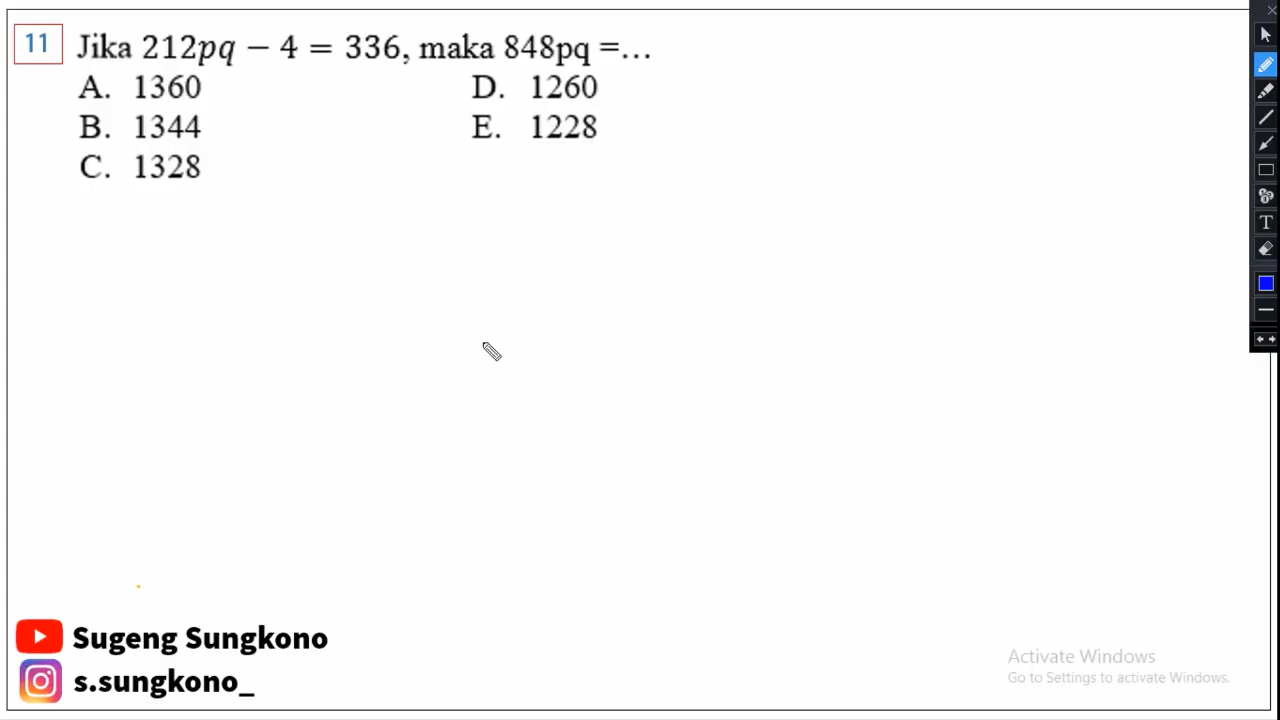 11 Jika 212pq − 4 = 336, maka 848pq =...
A. 1360 D. 1260
B. 1344 E. 1228
C. 1328
T
Sugeng Sungkono
s.sungkono_
Activate Windows
Go to Settings to activate Windows.